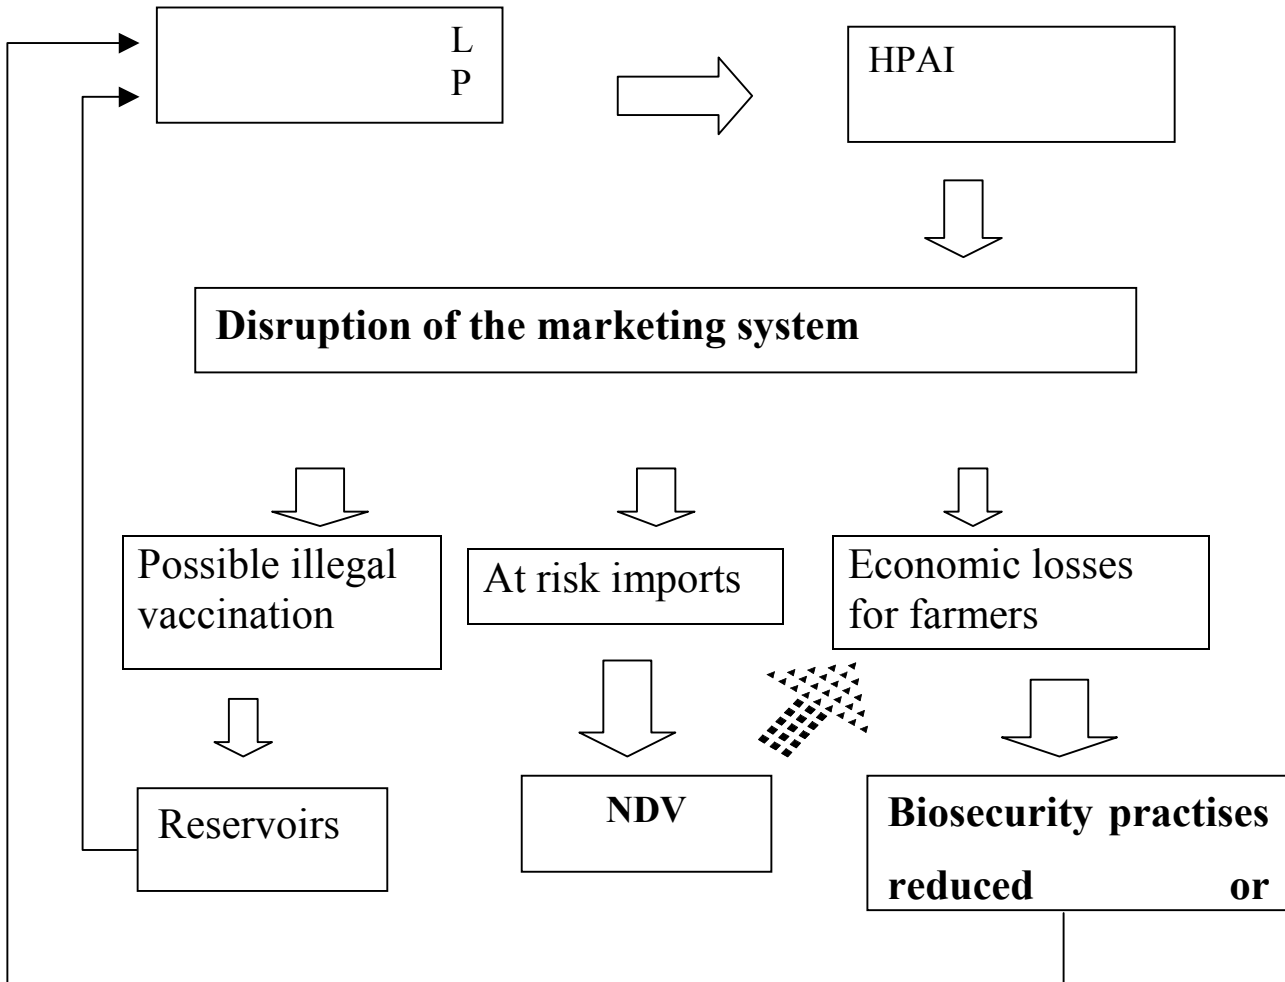 L
P
HPAI
Disruption of the marketing system
Possible illegal
vaccination
At risk imports
Economic losses
for farmers
Reservoirs
NDV
Biosecurity practises
reduced or